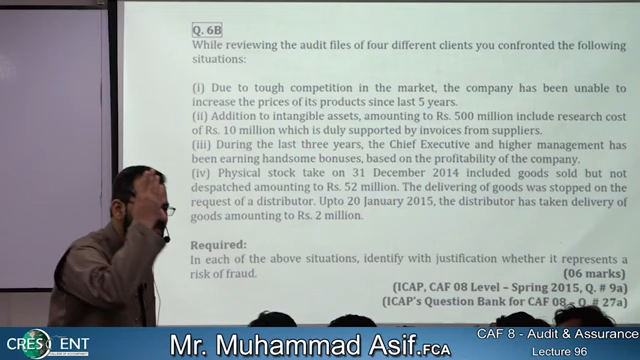 Q. 6B
While reviewing the audit files of four different clients you confronted the following
situations:
(i) Due to tough competition in the market, the company has been unable to
increase the prices of its products since last 5 years.
(ii) Addition to intangible assets, amounting to Rs. 500 million include research cost
of Rs. 10 million which is duly supported by invoices from suppliers.
(iii) During the last three years, the Chief Executive and higher management has
been earning handsome bonuses, based on the profitability of the company.
(iv) Physical stock take on 31 December 2014 included goods sold but not
despatched amounting to Rs. 52 million. The delivering of goods was stopped on
the request of a distributor. Upto 20 January 2015, the distributor has taken delivery of
goods amounting to Rs. 2 million.
Required:
In each of the above situations, identify with justification whether it represents a
risk of fraud. (06 marks)
(ICAP, CAF 08 Level – Spring 2015, Q. # 9a)
(ICAP's Question Bank for CAF 08 – Q. # 27a)
CRESCENT
Mr. Muhammad Asif.FCA
CAF 8 - Audit & Assurance
Lecture 96